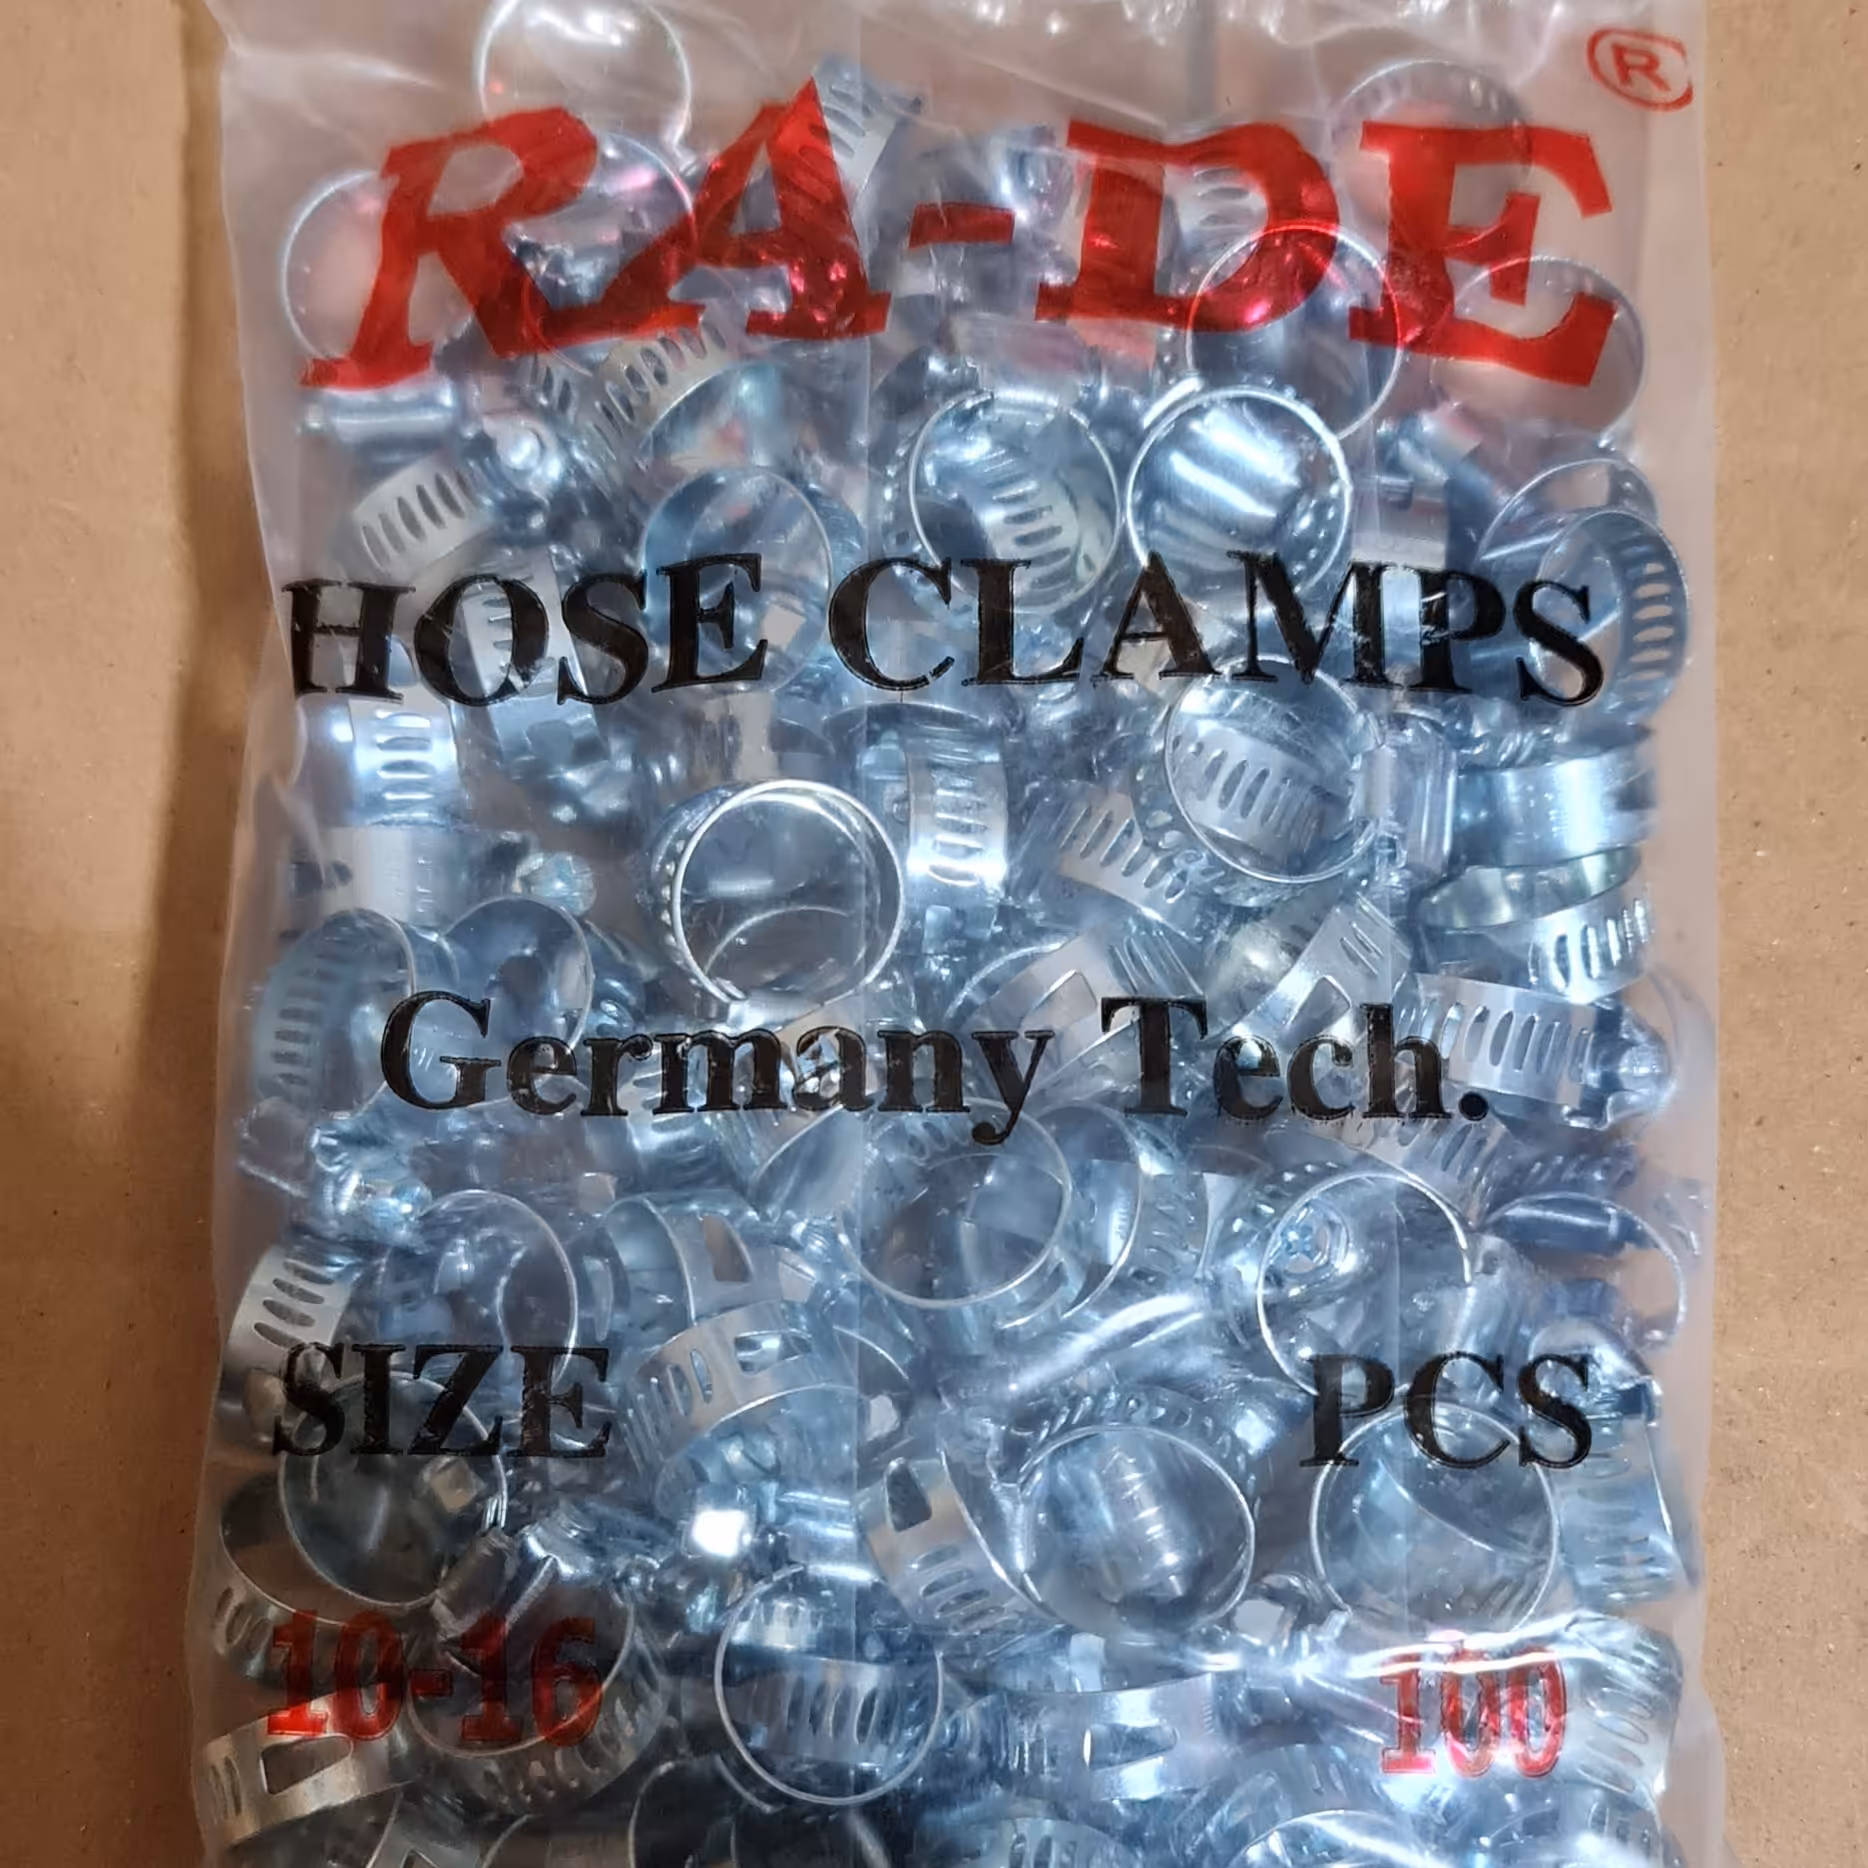 RA-DE ®
HOSE CLAMPS
Germany Tech.
SIZE PCS
10-16 100